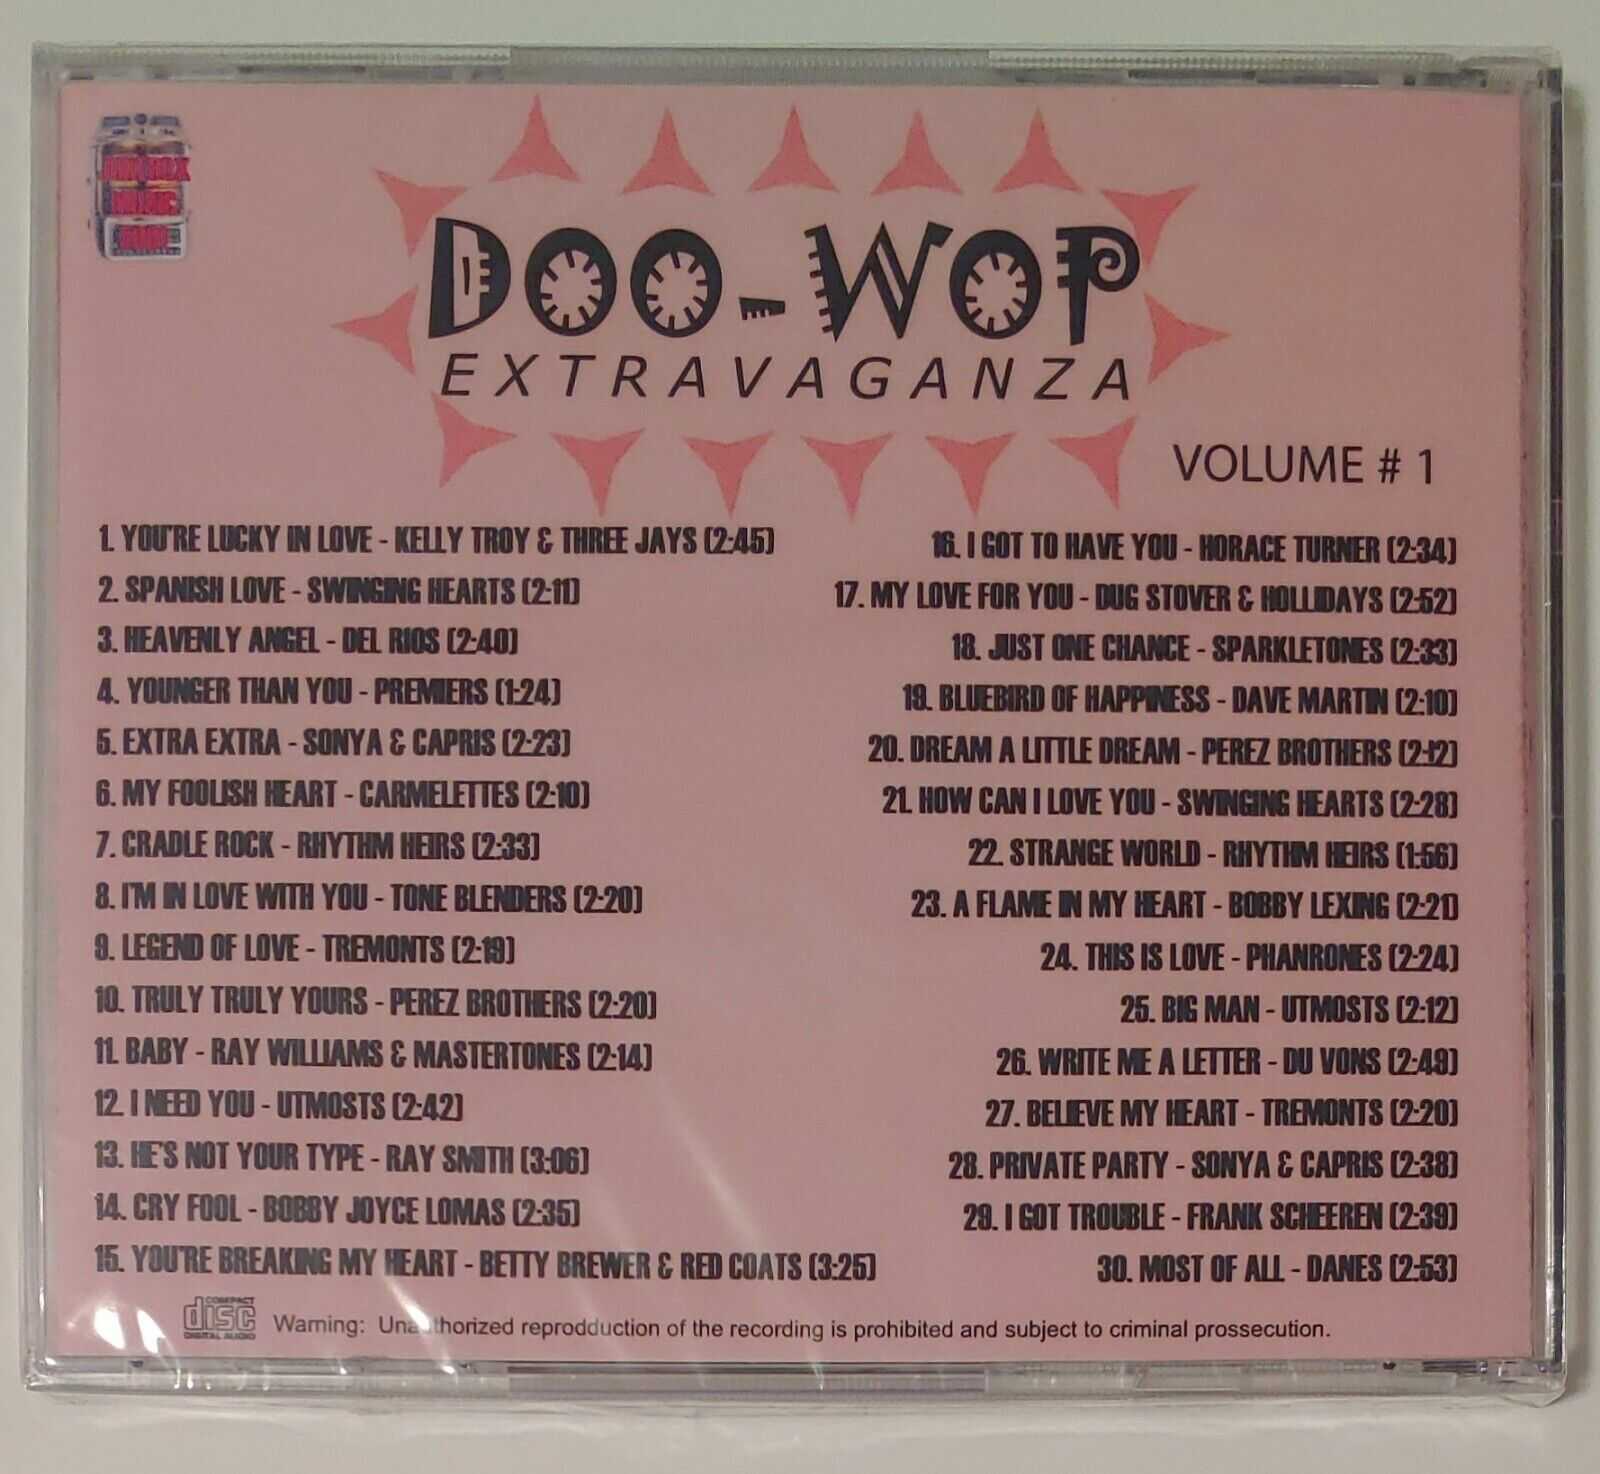 JUKEBOX
MUSIC
DOO-WOP
EXTRAVAGANZA
VOLUME # 1
1. YOU'RE LUCKY IN LOVE - KELLY TROY & THREE JAYS (2:45)
2. SPANISH LOVE - SWINGING HEARTS (2:11)
3. HEAVENLY ANGEL - DEL RIOS (2:40)
4. YOUNGER THAN YOU - PREMIERS (1:24)
5. EXTRA EXTRA - SONYA & CAPRIS (2:23)
6. MY FOOLISH HEART - CARMELETTES (2:10)
7. CRADLE ROCK - RHYTHM HEIRS (2:33)
8. I'M IN LOVE WITH YOU - TONE BLENDERS (2:20)
9. LEGEND OF LOVE - TREMONTS (2:19)
10. TRULY TRULY YOURS - PEREZ BROTHERS (2:20)
11. BABY - RAY WILLIAMS & MASTERTONES (2:14)
12. I NEED YOU - UTMOSTS (2:42)
13. HE'S NOT YOUR TYPE - RAY SMITH (3:06)
14. CRY FOOL - BOBBY JOYCE LOMAS (2:35)
15. YOU'RE BREAKING MY HEART - BETTY BREWER & RED COATS (3:25)
16. I GOT TO HAVE YOU - HORACE TURNER (2:34)
17. MY LOVE FOR YOU - DUG STOVER & HOLLIDAYS (2:52)
18. JUST ONE CHANCE - SPARKLETONES (2:33)
19. BLUEBIRD OF HAPPINESS - DAVE MARTIN (2:10)
20. DREAM A LITTLE DREAM - PEREZ BROTHERS (2:12)
21. HOW CAN I LOVE YOU - SWINGING HEARTS (2:28)
22. STRANGE WORLD - RHYTHM HEIRS (1:56)
23. A FLAME IN MY HEART - BOBBY LEXING (2:21)
24. THIS IS LOVE - PHANRONES (2:24)
25. BIG MAN - UTMOSTS (2:12)
26. WRITE ME A LETTER - DU VONS (2:49)
27. BELIEVE MY HEART - TREMONTS (2:20)
28. PRIVATE PARTY - SONYA & CAPRIS (2:38)
29. I GOT TROUBLE - FRANK SCHEEREN (2:39)
30. MOST OF ALL - DANES (2:53)
COMPACT
disc
DIGITAL AUDIO
Warning: Unauthorized reprodduction of the recording is prohibited and subject to criminal prossecution.